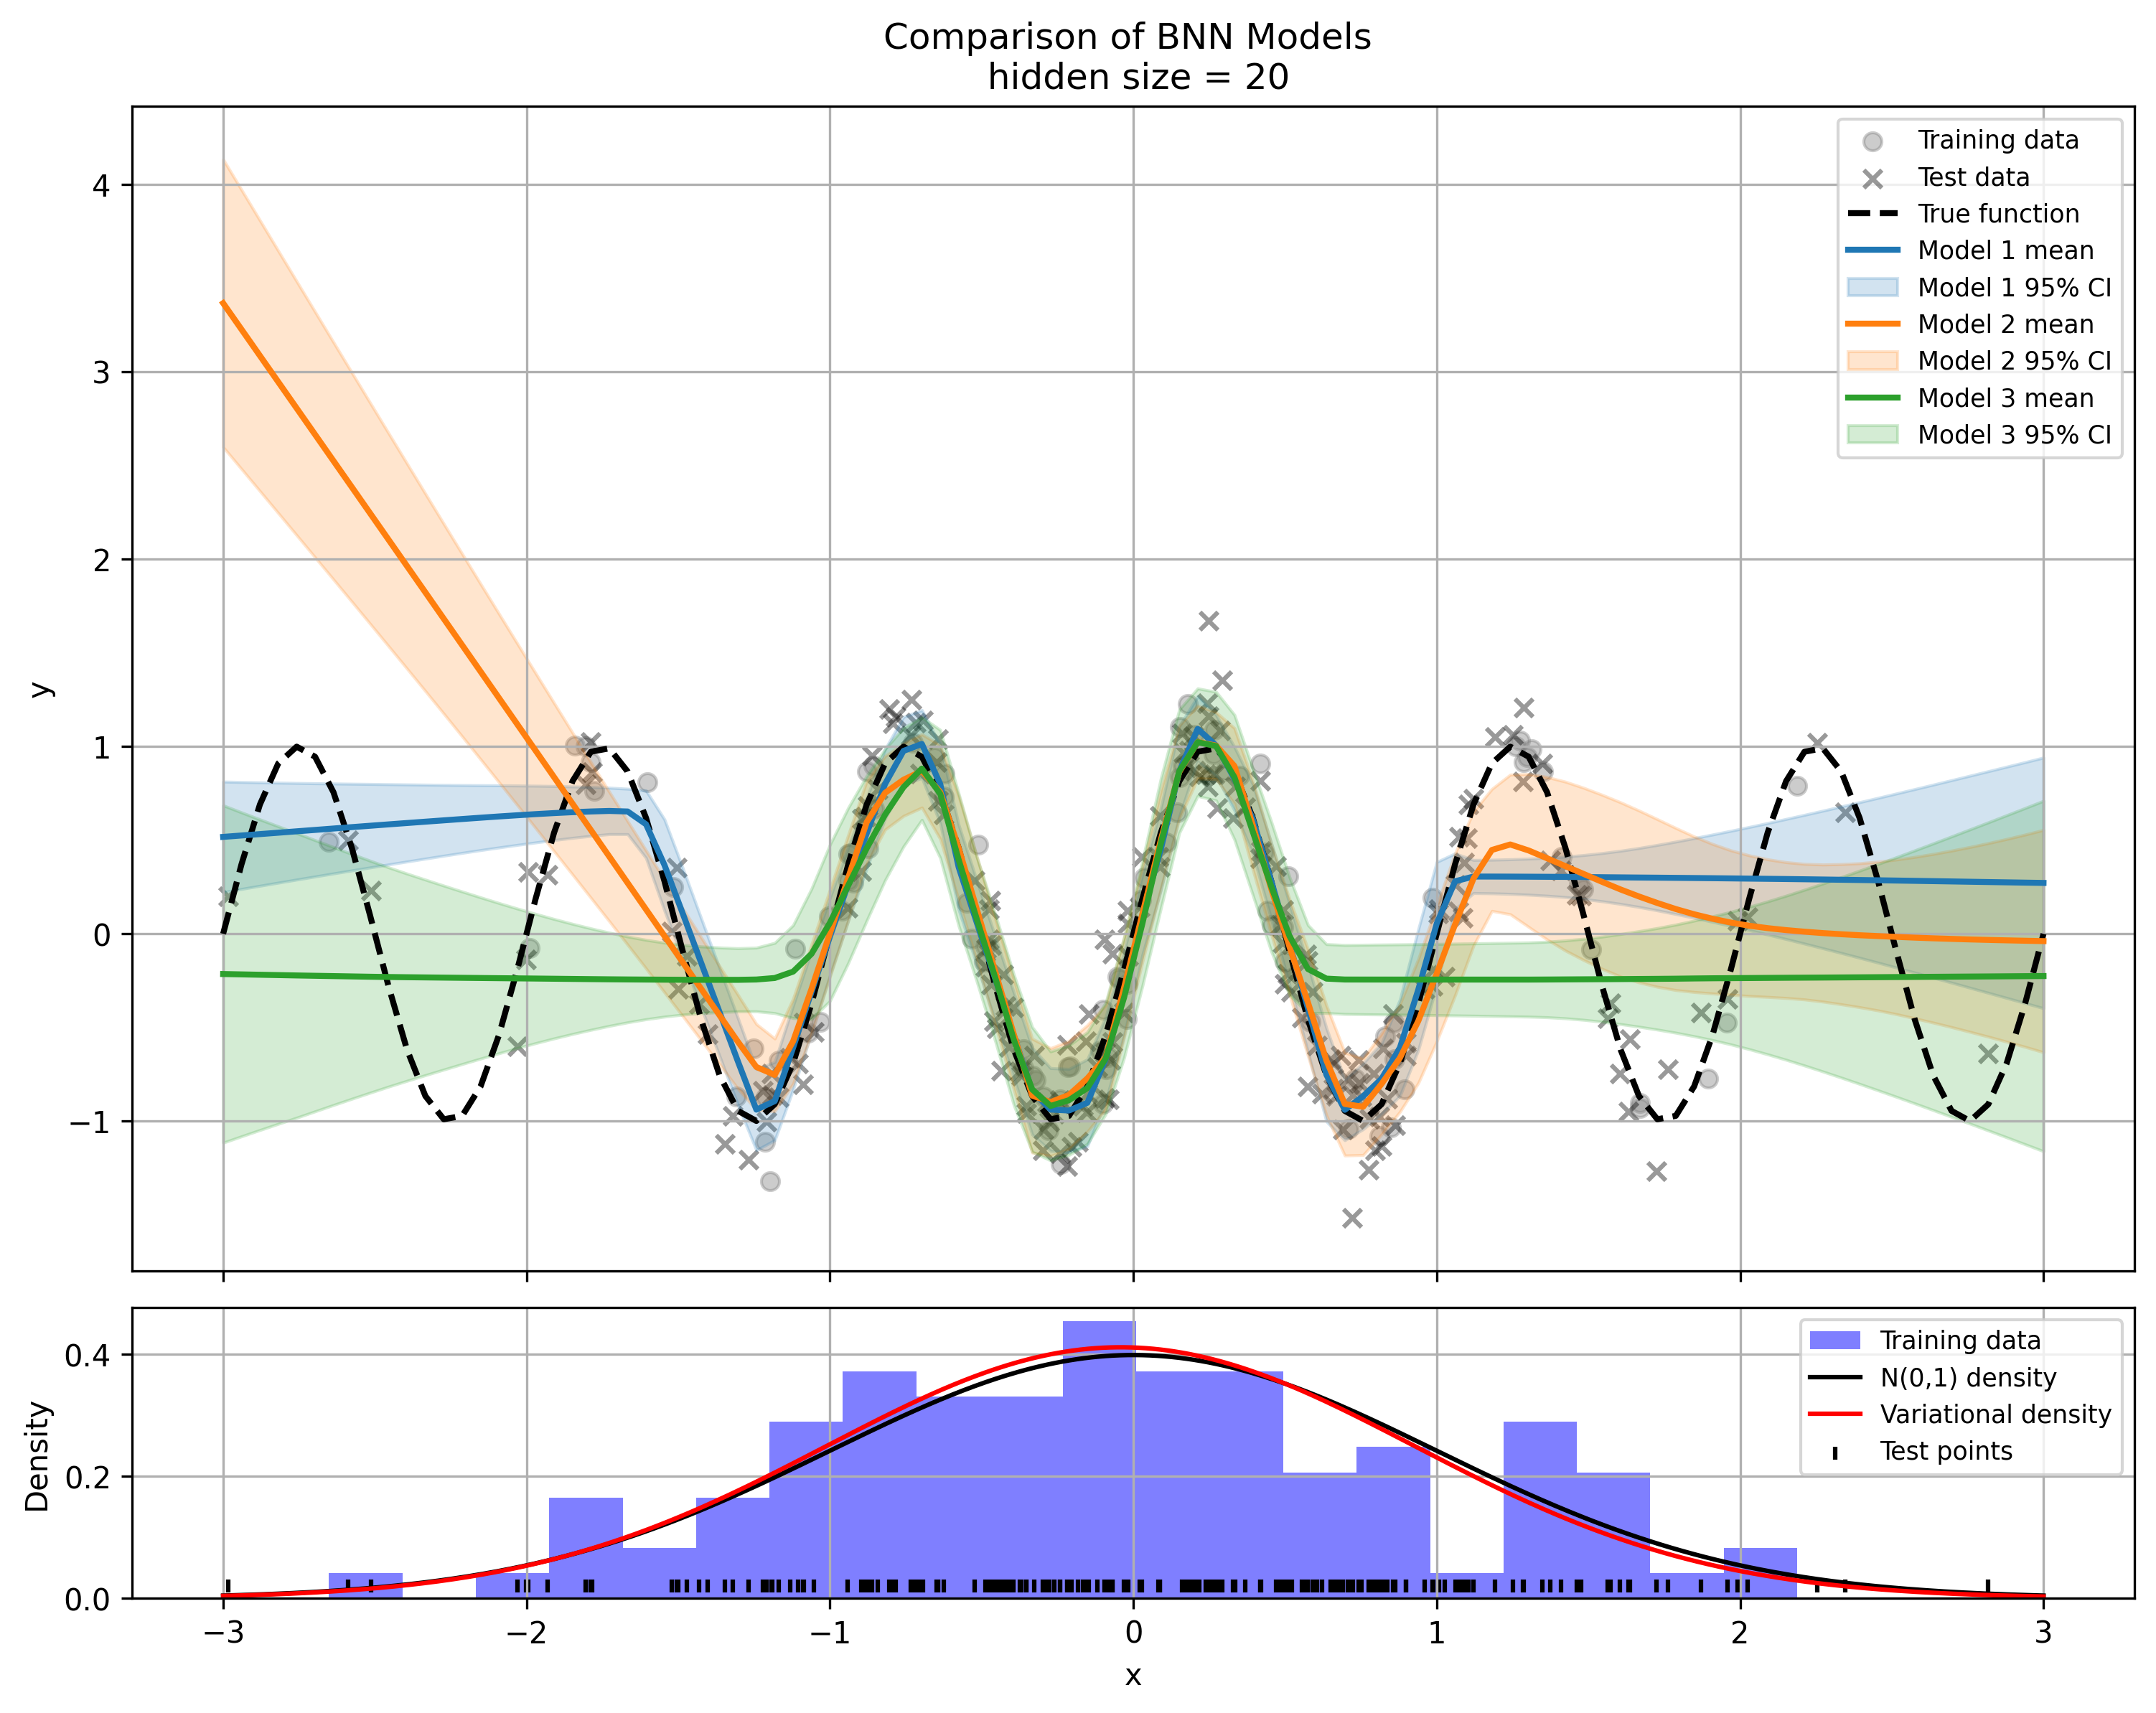 Comparison of BNN Models
hidden size = 20
Training data
Test data
True function
Model 1 mean
Model 1 95% CI
Model 2 mean
Model 2 95% CI
Model 3 mean
Model 3 95% CI
4
3
2
1
0
−1
y
Training data
N(0,1) density
Variational density
Test points
0.4
0.2
0.0
Density
−3 −2 −1 0 1 2 3
x